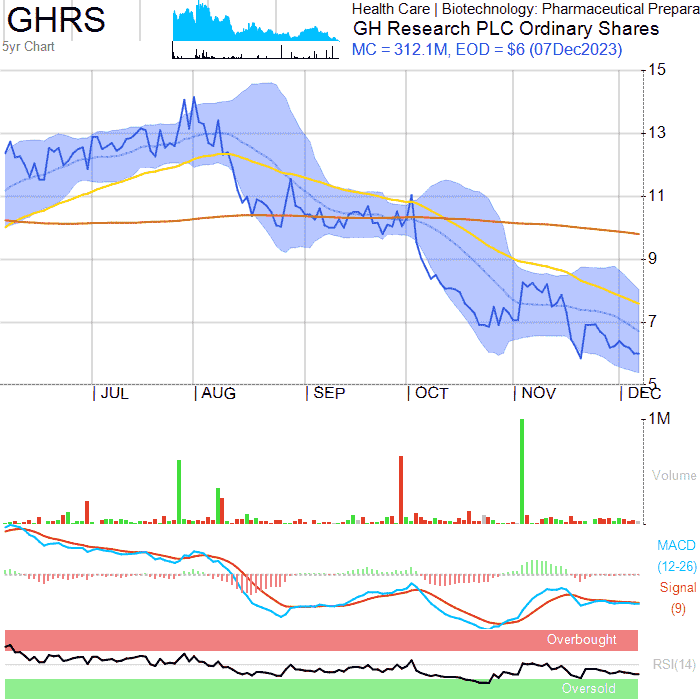 GHRS
5yr Chart
Health Care | Biotechnology: Pharmaceutical Prepara
GH Research PLC Ordinary Shares
MC = 312.1M, EOD = $6 (07Dec2023)
15
13
11
9
7
5
JUL AUG SEP OCT NOV DEC
1M
Volume
MACD
(12-26)
Signal
(9)
Overbought
RSI(14)
Oversold